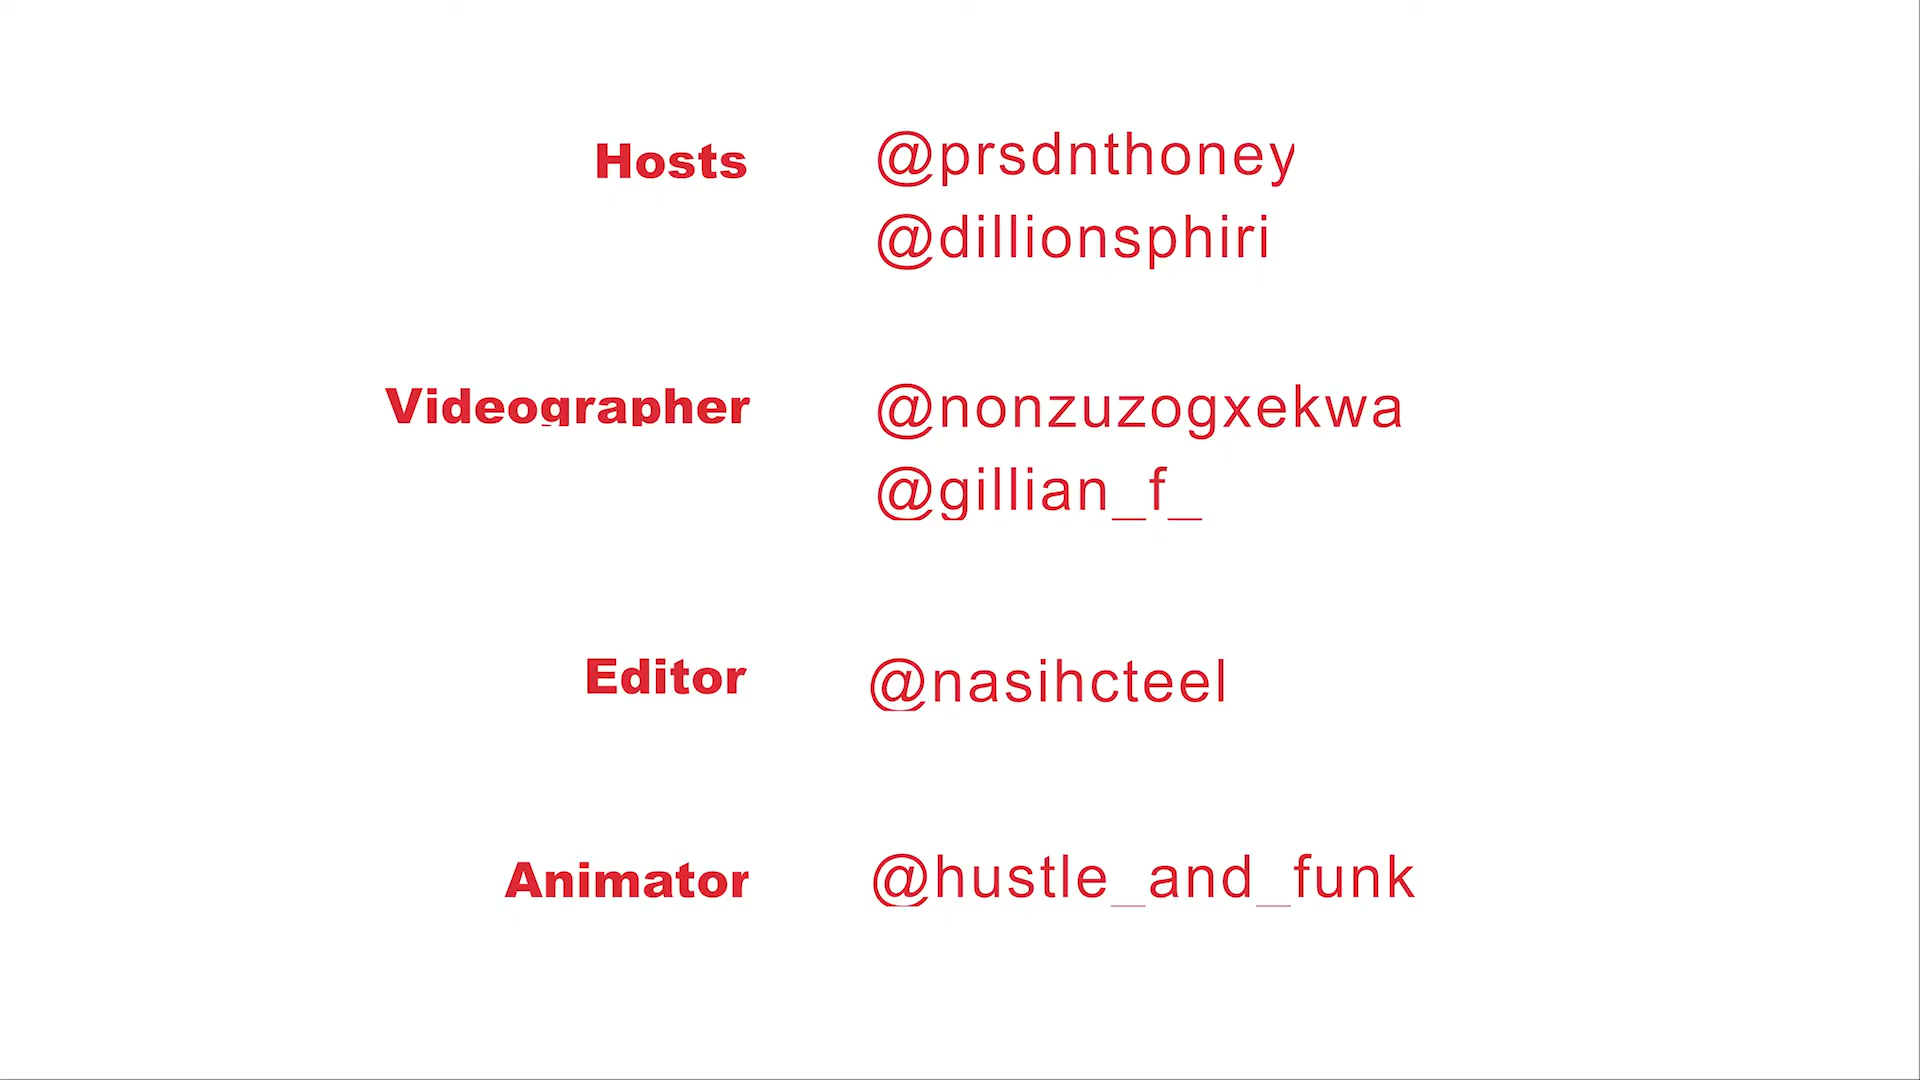 Hosts @prsdnthoney
@dillionsphiri
Videographer @nonzuzogxekwa
@gillian_f_
Editor @nasihcteel
Animator @hustle_and_funk